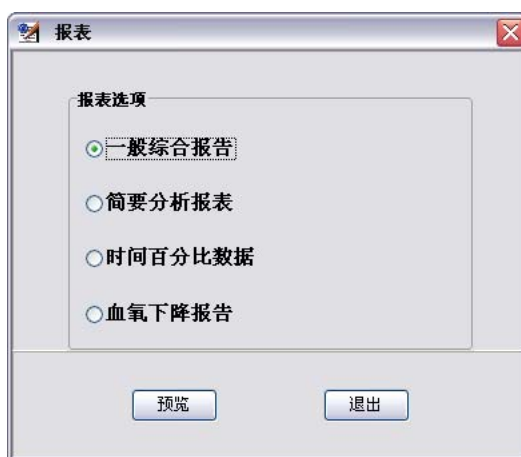 报表
报表选项
一般综合报告
简要分析报表
时间百分比数据
血氧下降报告
预览
退出